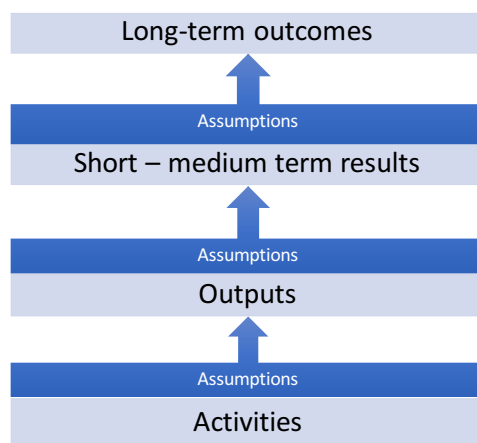 Long-term outcomes
Assumptions
Short – medium term results
Assumptions
Outputs
Assumptions
Activities